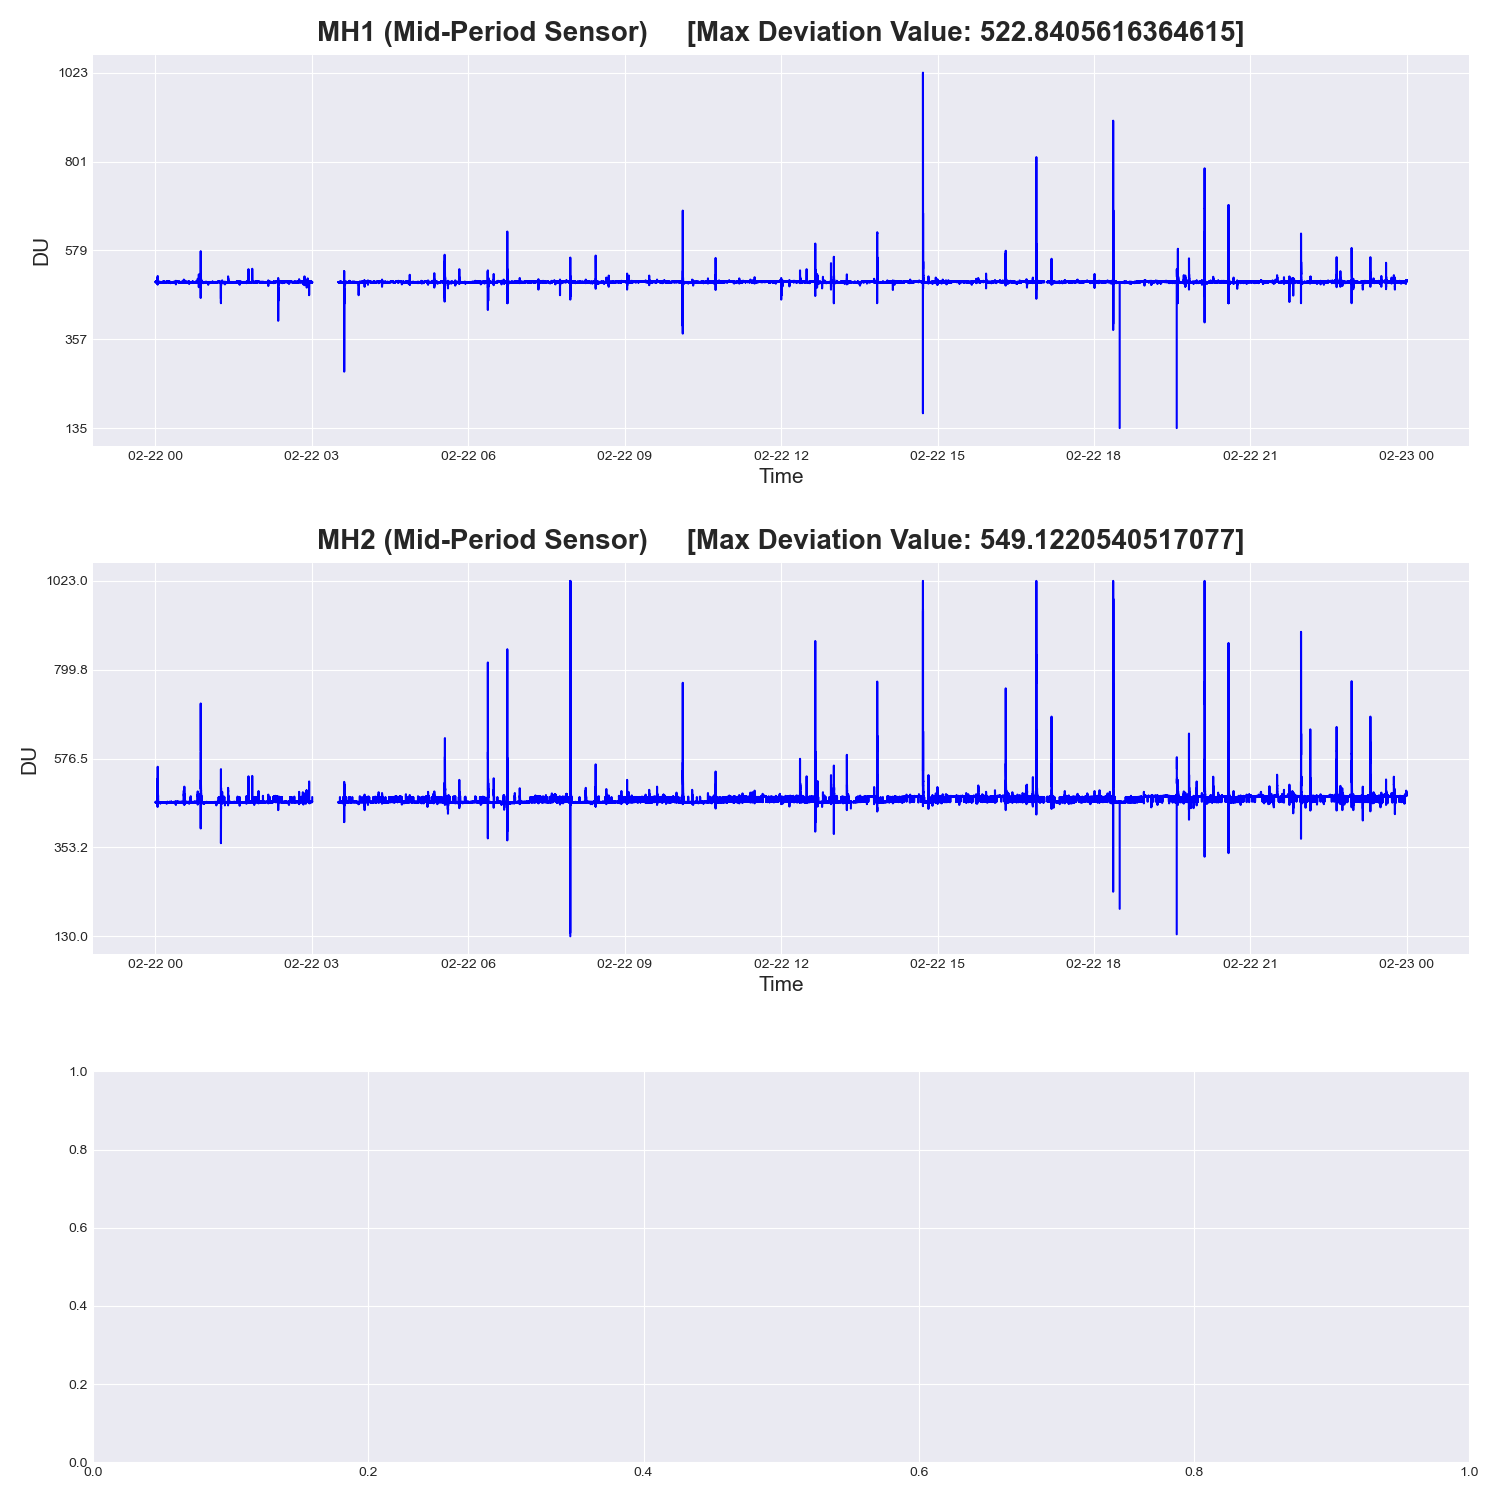 MH1 (Mid-Period Sensor) [Max Deviation Value: 522.8405616364615]
1023
801
579
357
135
DU
02-22 00 02-22 03 02-22 06 02-22 09 02-22 12 02-22 15 02-22 18 02-22 21 02-23 00
Time
MH2 (Mid-Period Sensor) [Max Deviation Value: 549.1220540517077]
1023.0
799.8
576.5
353.2
130.0
DU
02-22 00 02-22 03 02-22 06 02-22 09 02-22 12 02-22 15 02-22 18 02-22 21 02-23 00
Time
1.0
0.8
0.6
0.4
0.2
0.0
0.0 0.2 0.4 0.6 0.8 1.0